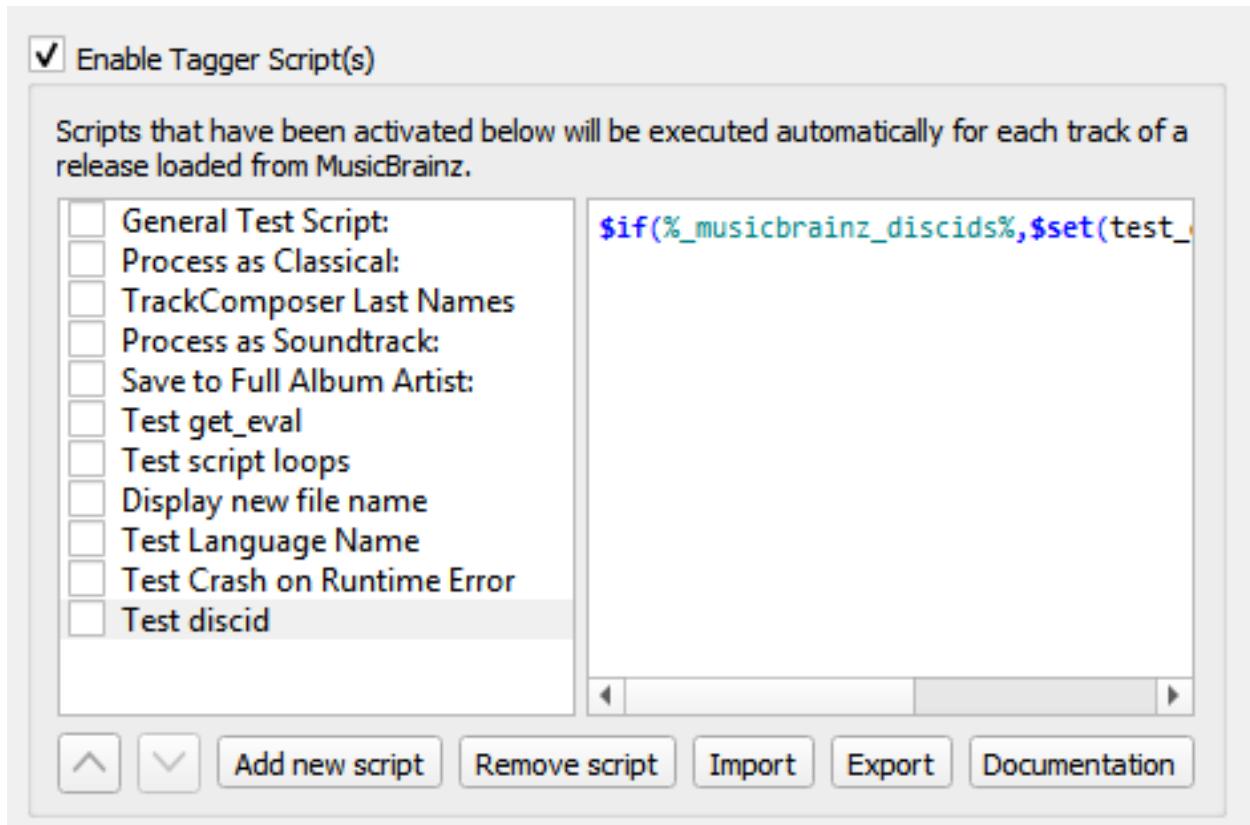 Enable Tagger Script(s)
Scripts that have been activated below will be executed automatically for each track of a
release loaded from MusicBrainz.
General Test Script:
Process as Classical:
TrackComposer Last Names
Process as Soundtrack:
Save to Full Album Artist:
Test get_eval
Test script loops
Display new file name
Test Language Name
Test Crash on Runtime Error
Test discid
$if(%_musicbrainz_discids%,$set(test_
Add new script
Remove script
Import
Export
Documentation